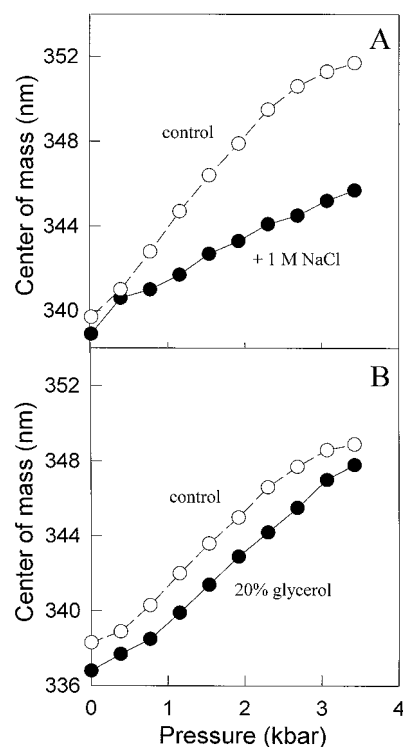 A
352
control
348
Center of mass (nm)
344
+ 1 M NaCl
340
B
352
control
348
Center of mass (nm)
344
20% glycerol
340
336
0 1 2 3 4
Pressure (kbar)